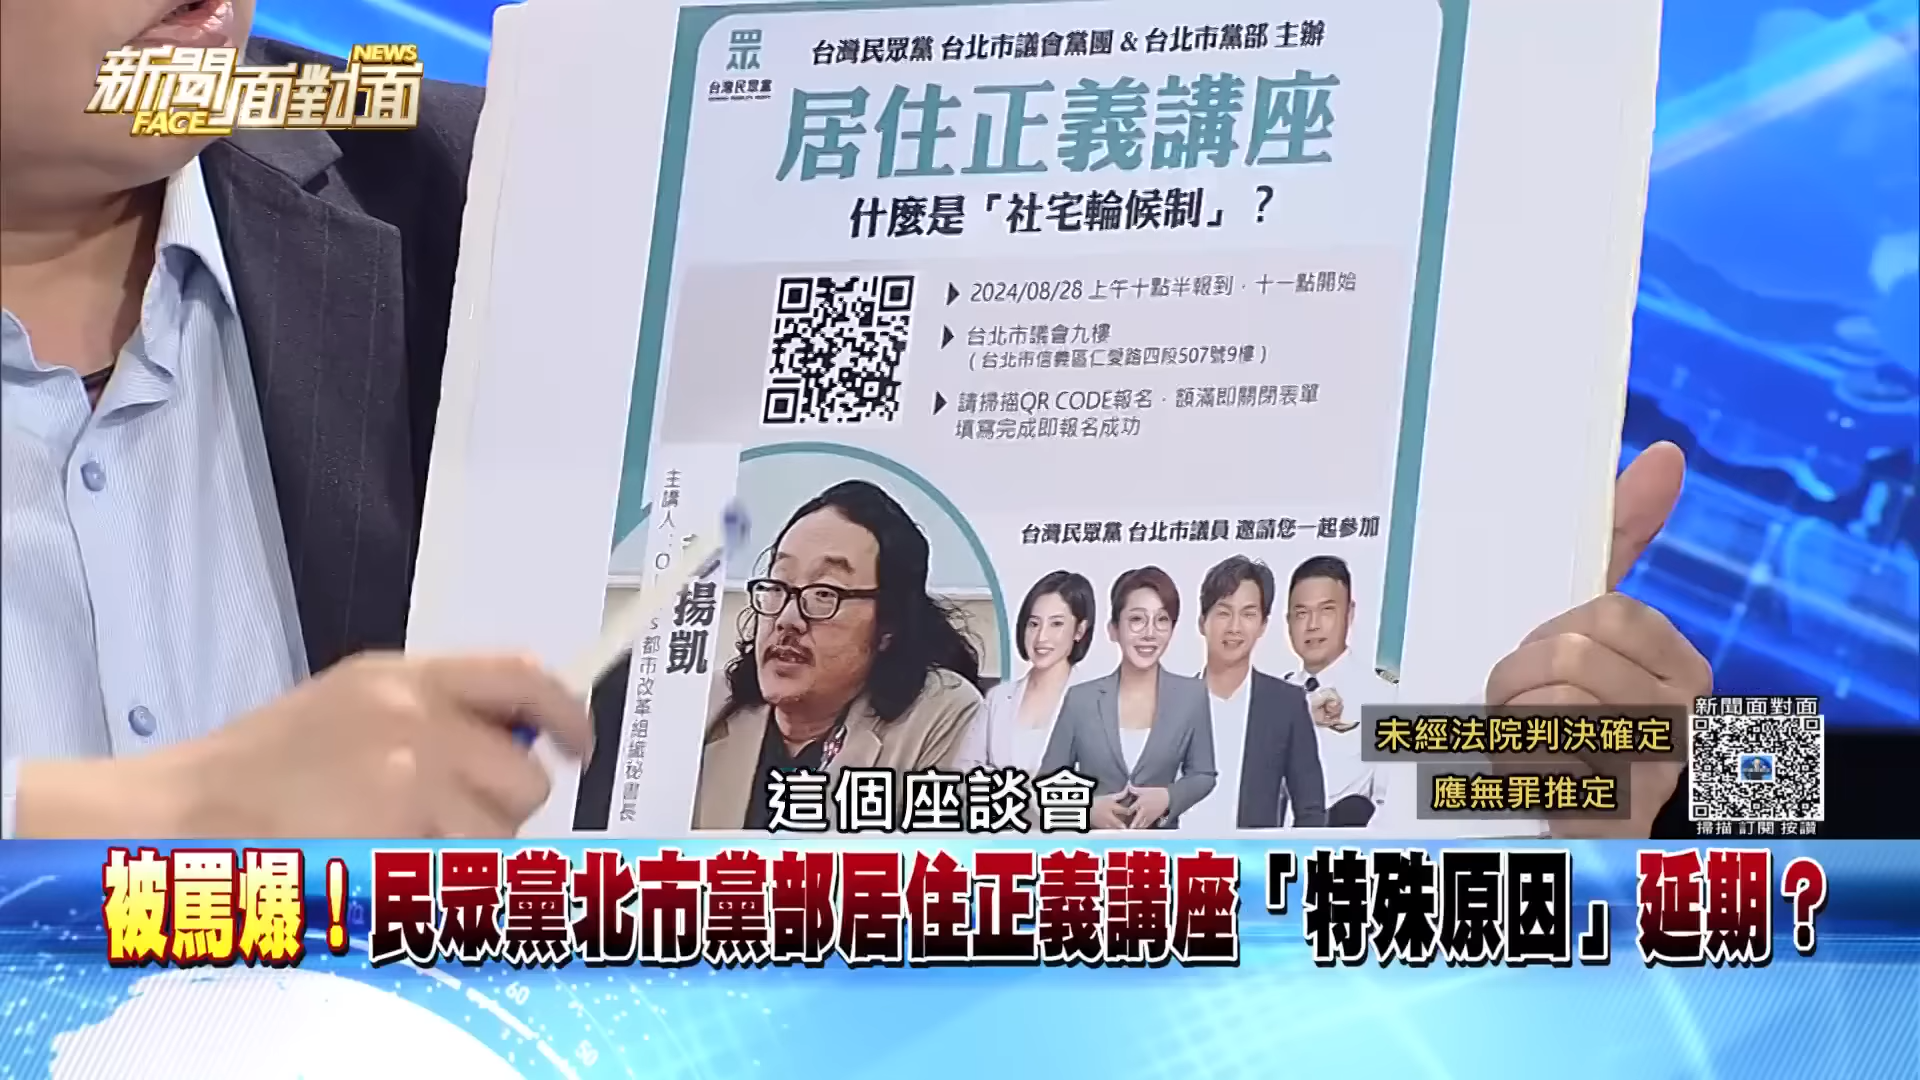 新聞面對面
NEWS
FACE
眾
台灣民眾黨
台灣民眾黨 台北市議會黨團 & 台北市黨部 主辦
居住正義講座
什麼是「社宅輪候制」?
2024/08/28 上午十點半報到，十一點開始
台北市議會九樓
(台北市信義區仁愛路四段507號9樓)
請掃描QR CODE報名，額滿即關閉表單
填寫完成即報名成功
主講人：
揚凱
s都市改革組織秘書長
台灣民眾黨 台北市議員 邀請您一起參加
未經法院判決確定
應無罪推定
新聞面對面
掃描 訂閱 按讚
這個座談會
被罵爆！民眾黨北市黨部居住正義講座「特殊原因」延期？
60
50